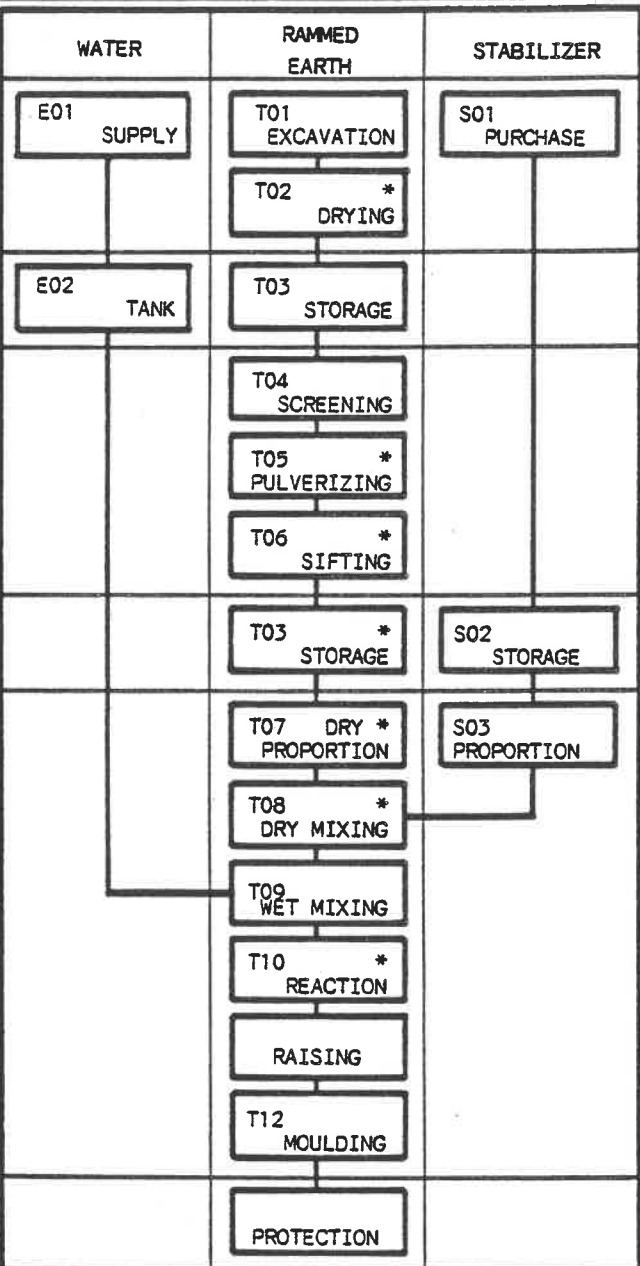 WATER
RAMMED
EARTH
STABILIZER
E01
SUPPLY
T01
EXCAVATION
S01
PURCHASE
T02 *
DRYING
E02
TANK
T03
STORAGE
T04
SCREENING
T05 *
PULVERIZING
T06 *
SIFTING
T03 *
STORAGE
S02
STORAGE
T07 DRY *
PROPORTION
S03
PROPORTION
T08 *
DRY MIXING
T09
WET MIXING
T10 *
REACTION
RAISING
T12
MOULDING
PROTECTION